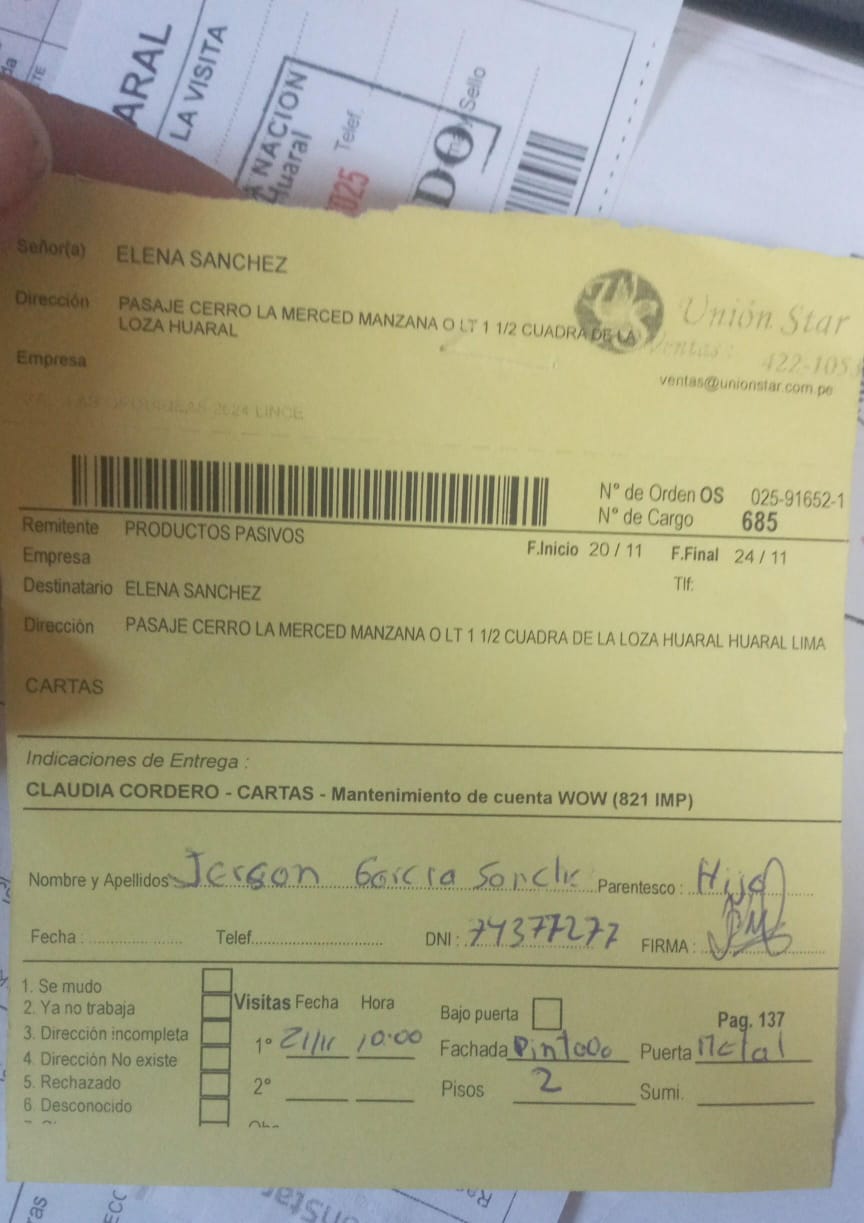 ARAL
LA VISITA
NACION
Huaral
Telef.
2025
DO
Sello
Señor(a) ELENA SANCHEZ
Dirección PASAJE CERRO LA MERCED MANZANA O LT 1 1/2 CUADRA DE LA
LOZA HUARAL
Unión Star
Ventas :
422-1053
ventas@unionstar.com.pe
Empresa
2024 LINCE
N° de Orden OS 025-91652-1
N° de Cargo 685
Remitente PRODUCTOS PASIVOS
F.Inicio 20 / 11 F.Final 24 / 11
Empresa
Tlf:
Destinatario ELENA SANCHEZ
Dirección PASAJE CERRO LA MERCED MANZANA O LT 1 1/2 CUADRA DE LA LOZA HUARAL HUARAL LIMA
CARTAS
Indicaciones de Entrega :
CLAUDIA CORDERO - CARTAS - Mantenimiento de cuenta WOW (821 IMP)
Nombre y Apellidos Jerson Garcia Parentesco : Hijo
Fecha : Telef. DNI : 74377277 FIRMA :
1. Se mudo
2. Ya no trabaja
3. Dirección incompleta
4. Dirección No existe
5. Rechazado
6. Desconocido
Visitas Fecha Hora
1° 21/11 10:00
2°
Bajo puerta
Pag. 137
Fachada Pintado Puerta Metal
Pisos 2 Sumi.